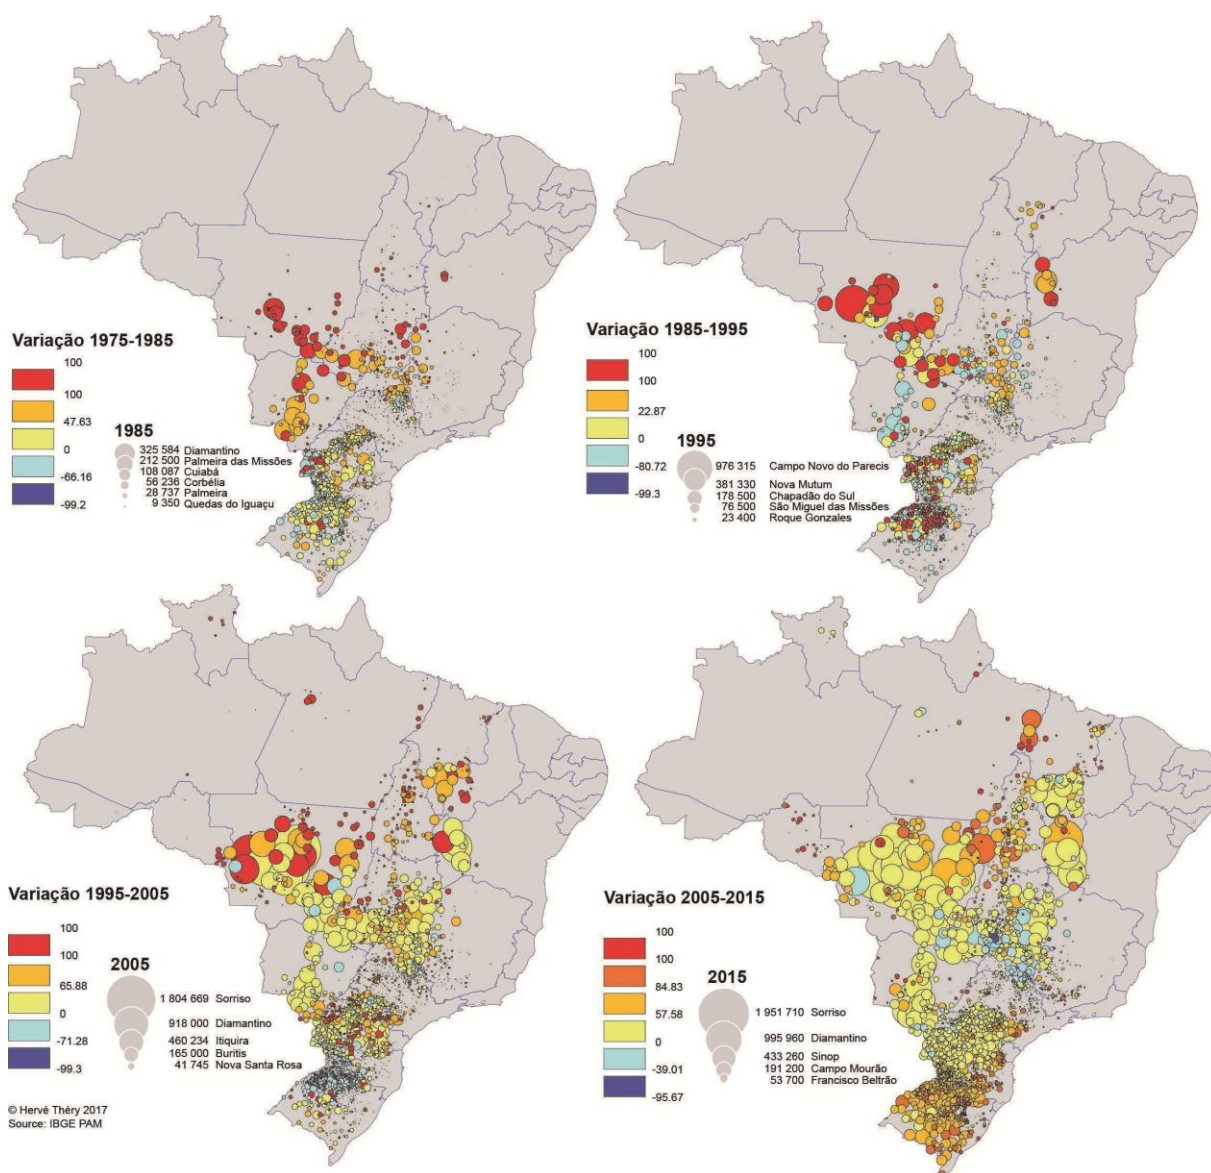 Variação 1975-1985
100
100
47.63
0
-66.16
-99.2
1985
325 584 Diamantino
212 500 Palmeira das Missões
108 087 Cuiabá
56 236 Corbélia
28 737 Palmeira
9 350 Quedas do Iguaçu
Variação 1985-1995
100
100
22.87
0
-80.72
-99.3
1995
976 315 Campo Novo do Parecis
381 330 Nova Mutum
178 500 Chapadão do Sul
76 500 São Miguel das Missões
23 400 Roque Gonzales
Variação 1995-2005
100
100
65.88
0
-71.28
-99.3
2005
1 804 669 Sorriso
918 000 Diamantino
460 234 Itiquira
165 000 Buritis
41 745 Nova Santa Rosa
© Hervé Théry 2017
Source: IBGE PAM
Variação 2005-2015
100
100
84.83
57.58
0
-39.01
-95.67
2015
1 951 710 Sorriso
995 960 Diamantino
433 260 Sinop
191 200 Campo Mourão
53 700 Francisco Beltrão